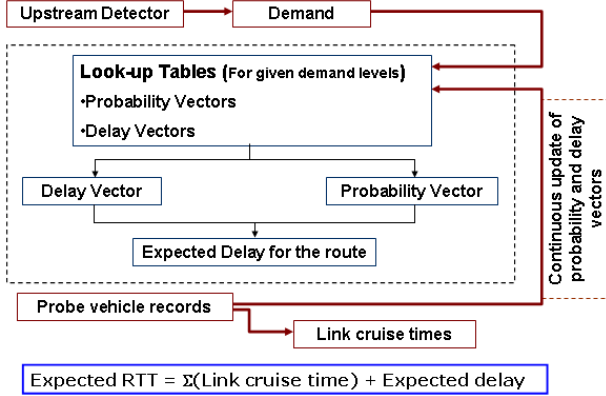 Upstream Detector
Demand
Look-up Tables (For given demand levels)
•Probability Vectors
•Delay Vectors
Delay Vector
Probability Vector
Expected Delay for the route
Continuous update of
probability and delay
vectors
Probe vehicle records
Link cruise times
Expected RTT = Σ(Link cruise time) + Expected delay